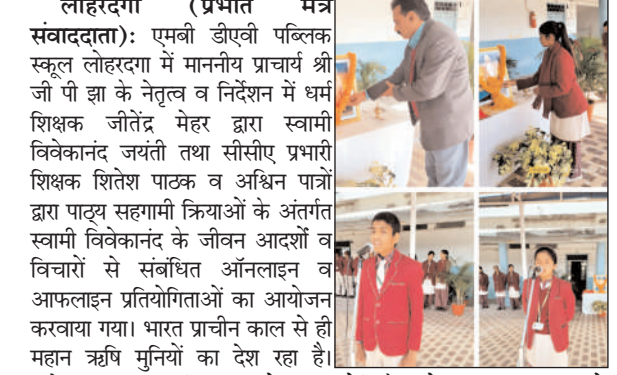 लोहरदगा (प्रभात मंत्र
संवाददाता): एमबी डीएवी पब्लिक
स्कूल लोहरदगा में माननीय प्राचार्य श्री
जी पी झा के नेतृत्व व निर्देशन में धर्म
शिक्षक जीतेंद्र मेहर द्वारा स्वामी
विवेकानंद जयंती तथा सीसीए प्रभारी
शिक्षक शितेश पाठक व अश्विन पात्रों
द्वारा पाठ्य सहगामी क्रियाओं के अंतर्गत
स्वामी विवेकानंद के जीवन आदर्शों व
विचारों से संबंधित ऑनलाइन व
आफलाइन प्रतियोगिताओं का आयोजन
करवाया गया। भारत प्राचीन काल से ही
महान ऋषि मुनियों का देश रहा है।